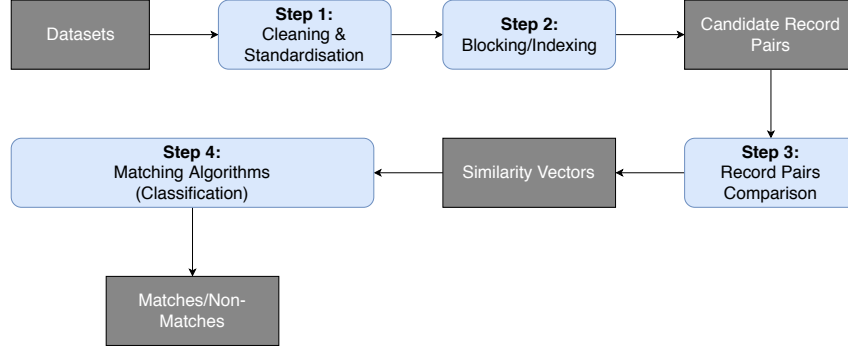 Datasets
Step 1:
Cleaning &
Standardisation
Step 2:
Blocking/Indexing
Candidate Record
Pairs
Step 4:
Matching Algorithms
(Classification)
Similarity Vectors
Step 3:
Record Pairs
Comparison
Matches/Non-
Matches